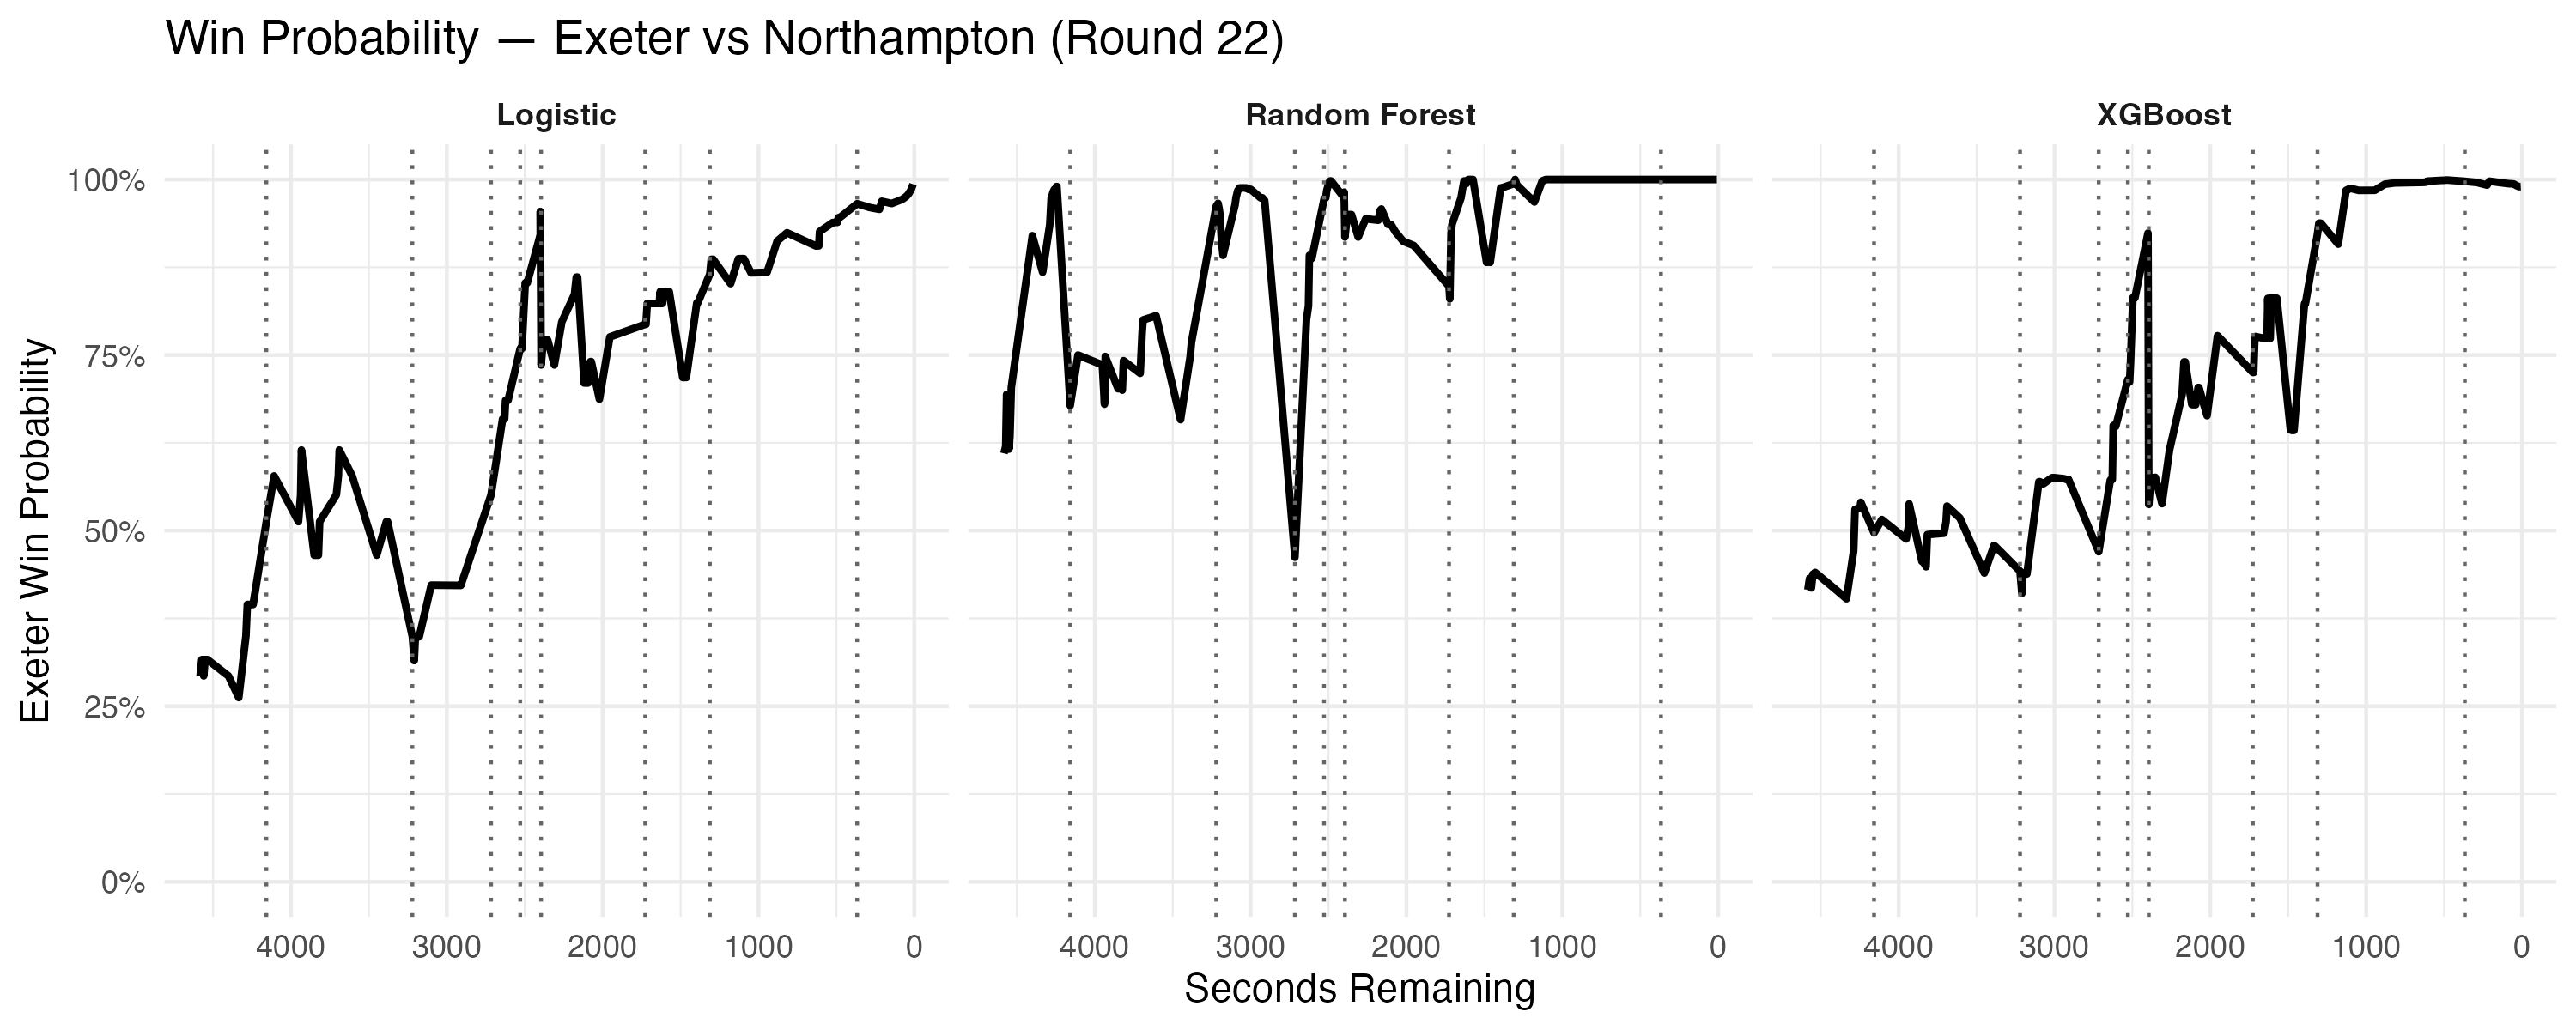 Win Probability — Exeter vs Northampton (Round 22)
Logistic
Random Forest
XGBoost
Exeter Win Probability
100%
75%
50%
25%
0%
4000 3000 2000 1000 0
4000 3000 2000 1000 0
4000 3000 2000 1000 0
Seconds Remaining